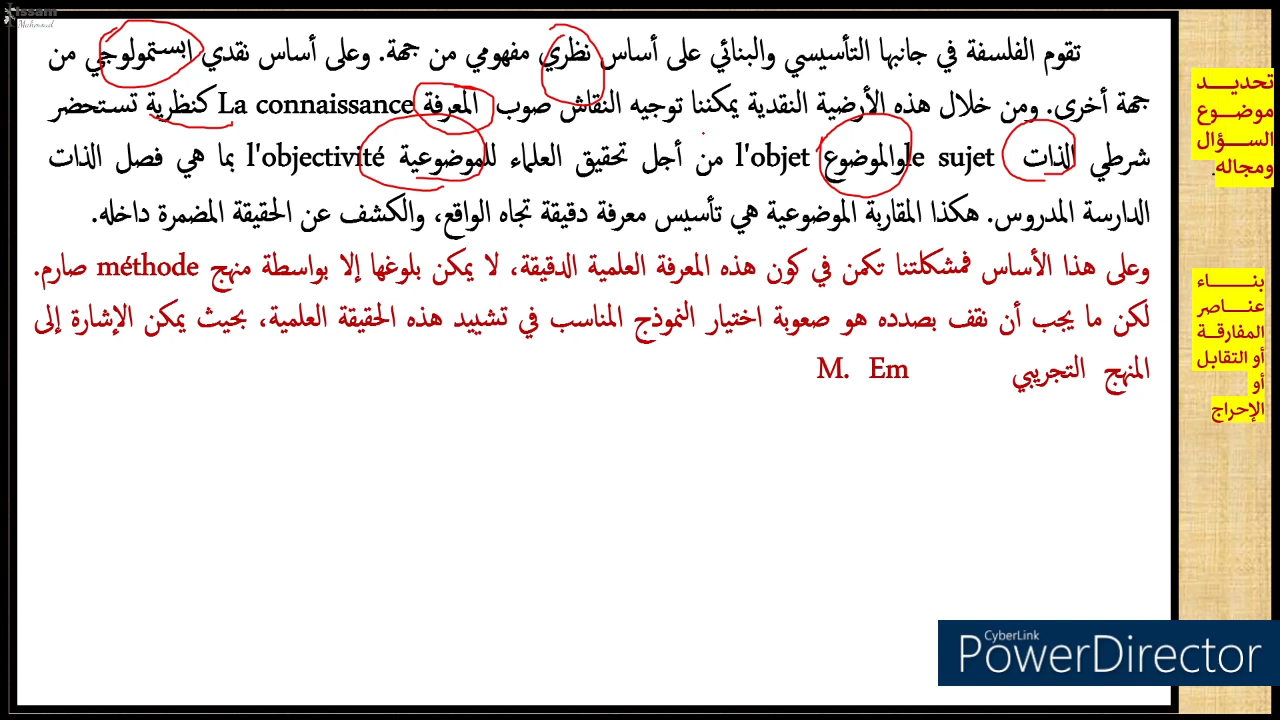 Issam
Mahmoud
تقوم الفلسفة في جانبها التأسيسي والبنائي على أساس نظري مفهومي من جهة. وعلى أساس نقدي ابستمولوجي من
جهة أخرى. ومن خلال هذه الأرضية النقدية يمكننا توجيه النقاش صوب المعرفة La connaissance كنظرية تستحضر
شرطي الذات le sujet والموضوع l'objet من أجل تحقيق العلماء للموضوعية l'objectivité بما هي فصل الذات
الدارسة المدروس. هكذا المقاربة الموضوعية هي تأسيس معرفة دقيقة تجاه الواقع، والكشف عن الحقيقة المضمرة داخله.
وعلى هذا الأساس فمشكلتنا تكمن في كون هذه المعرفة العلمية الدقيقة، لا يمكن بلوغها إلا بواسطة منهج méthode صارم.
لكن ما يجب أن نقف بصدده هو صعوبة اختيار النموذج المناسب في تشييد هذه الحقيقة العلمية، بحيث يمكن الإشارة إلى
المنهج التجريبي M. Em
تحديد
موضوع
السؤال
ومجاله.
بناء
عناصر
المفارقة
أو التقابل
أو
الإحراج
CyberLink
PowerDirector